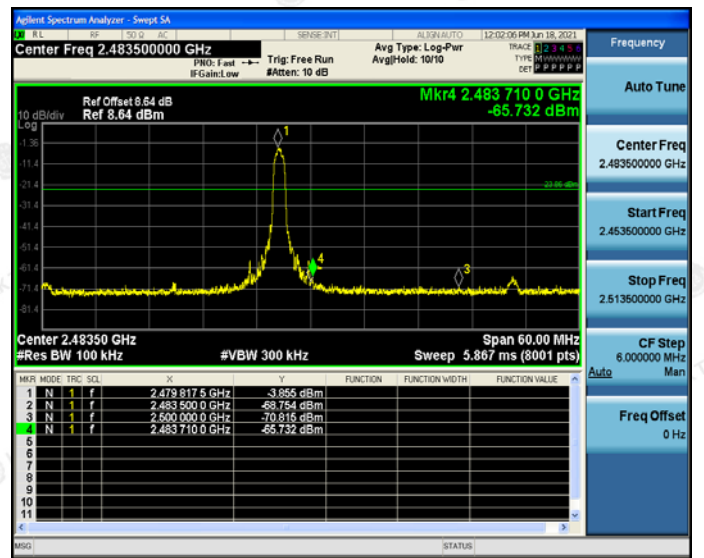 Agilent Spectrum Analyzer - Swept SA
RL RF 50 Ω AC SENSE:INT ALIGN AUTO 12:02:06 PM Jun 18, 2021
Center Freq 2.483500000 GHz
PNO: Fast
IFGain:Low
Trig: Free Run
#Atten: 10 dB
Avg Type: Log-Pwr
Avg|Hold: 10/10
TRACE 1 2 3 4 5 6
TYPE M
DET P P P P P P
Ref Offset 8.64 dB
10 dB/div Ref 8.64 dBm
Log
Mkr4 2.483 710 0 GHz
-65.732 dBm
-1.36
-11.4
-21.4
-31.4
-41.4
-51.4
-61.4
-71.4
-81.4
1
4
3
Center 2.48350 GHz Span 60.00 MHz
#Res BW 100 kHz #VBW 300 kHz Sweep 5.867 ms (8001 pts)
MKR MODE TRC SCL X Y FUNCTION FUNCTION WIDTH FUNCTION VALUE
1 N 1 f 2.479 817 5 GHz -3.855 dBm
2 N 1 f 2.483 500 0 GHz -68.754 dBm
3 N 1 f 2.500 000 0 GHz -70.815 dBm
4 N 1 f 2.483 710 0 GHz -65.732 dBm
5
6
7
8
9
10
11
MSG STATUS
Frequency
Auto Tune
Center Freq
2.483500000 GHz
Start Freq
2.453500000 GHz
Stop Freq
2.513500000 GHz
CF Step
6.000000 MHz
Auto Man
Freq Offset
0 Hz